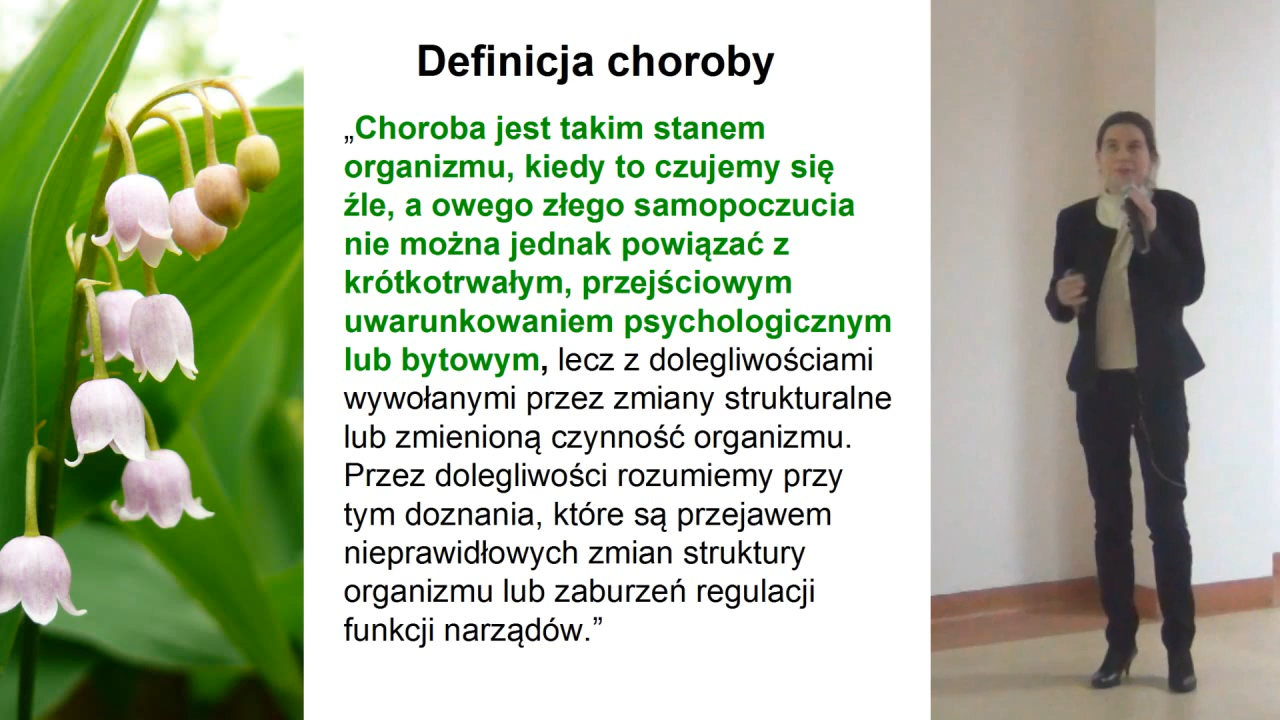 Definicja choroby
„Choroba jest takim stanem
organizmu, kiedy to czujemy się
źle, a owego złego samopoczucia
nie można jednak powiązać z
krótkotrwałym, przejściowym
uwarunkowaniem psychologicznym
lub bytowym, lecz z dolegliwościami
wywołanymi przez zmiany strukturalne
lub zmienioną czynność organizmu.
Przez dolegliwości rozumiemy przy
tym doznania, które są przejawem
nieprawidłowych zmian struktury
organizmu lub zaburzeń regulacji
funkcji narządów.”